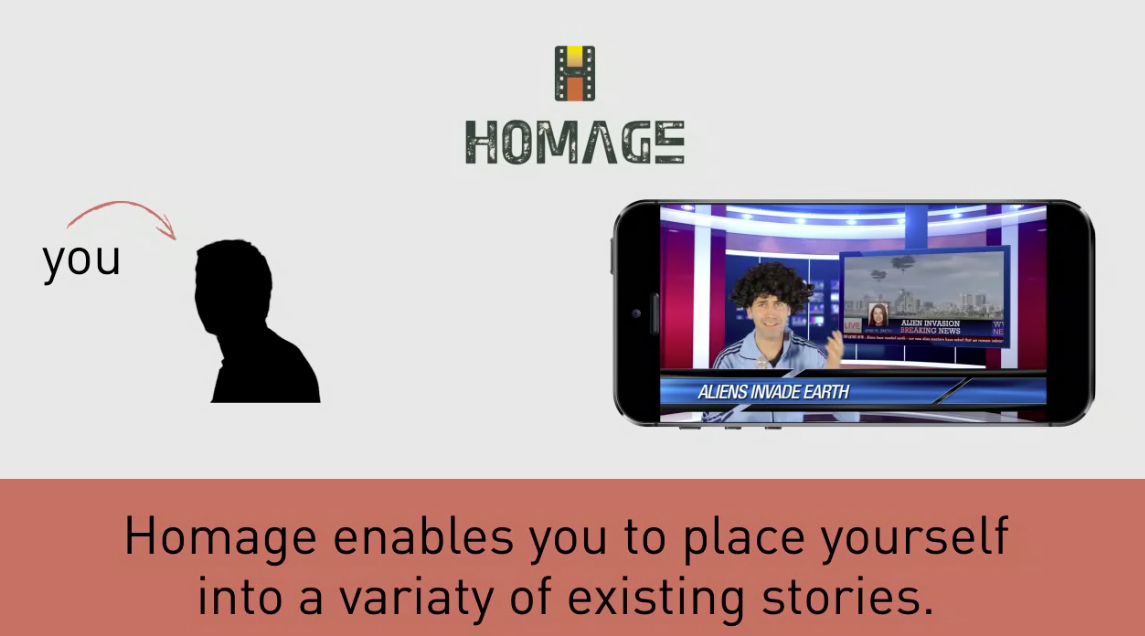 HOMAGE
you
ALIEN INVASION
BREAKING NEWS
ALIENS INVADE EARTH
Homage enables you to place yourself
into a variaty of existing stories.